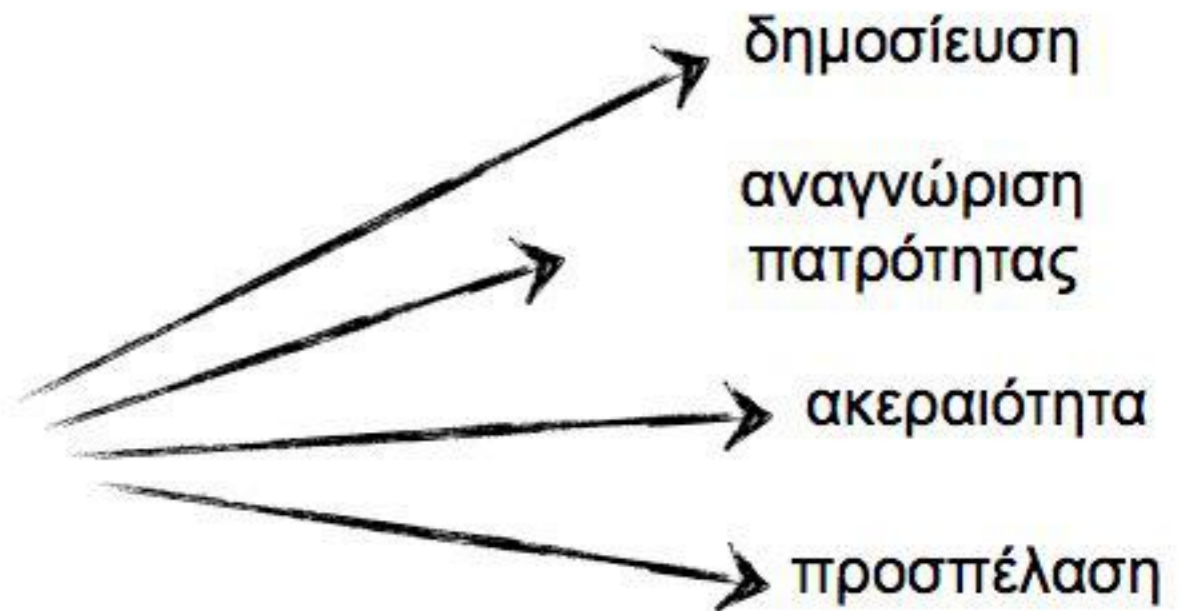 δημοσίευση
αναγνώριση
πατρότητας
ακεραιότητα
προσπέλαση